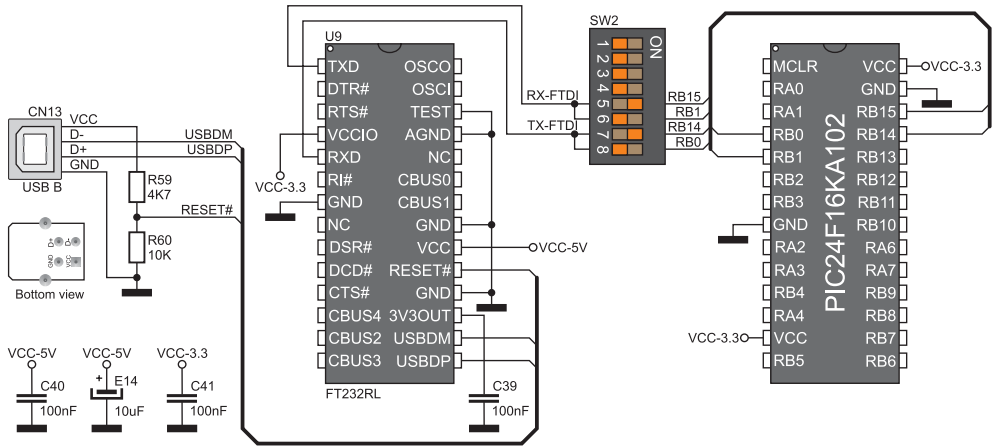 CN13
VCC
D-
D+
GND
USB B
USBDM
USBDP
R59
4K7
RESET#
R60
10K
D+
D-
GND
VCC
Bottom view
VCC-3.3
U9
TXD
DTR#
RTS#
VCCIO
RXD
RI#
GND
NC
DSR#
DCD#
CTS#
CBUS4
CBUS2
CBUS3
OSCO
OSCI
TEST
AGND
NC
CBUS0
CBUS1
GND
VCC
RESET#
GND
3V3OUT
USBDM
USBDP
FT232RL
VCC-5V
RX-FTDI
TX-FTDI
SW2
ON
1
2
3
4
5
6
7
8
RB15
RB1
RB14
RB0
PIC24F16KA102
MCLR
RA0
RA1
RB0
RB1
RB2
RB3
GND
RA2
RA3
RB4
RA4
VCC
RB5
VCC
GND
RB15
RB14
RB13
RB12
RB11
RB10
RA6
RA7
RB9
RB8
RB7
RB6
VCC-3.3
VCC-3.3
VCC-5V
C40
100nF
VCC-5V
+
E14
10uF
VCC-3.3
C41
100nF
C39
100nF